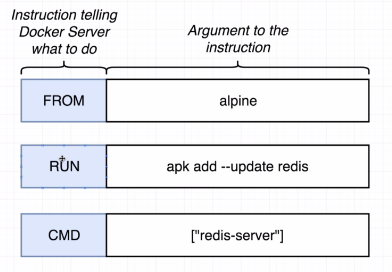 Instruction telling
Docker Server
what to do
Argument to the
instruction
FROM alpine
RUN apk add --update redis
CMD ["redis-server"]